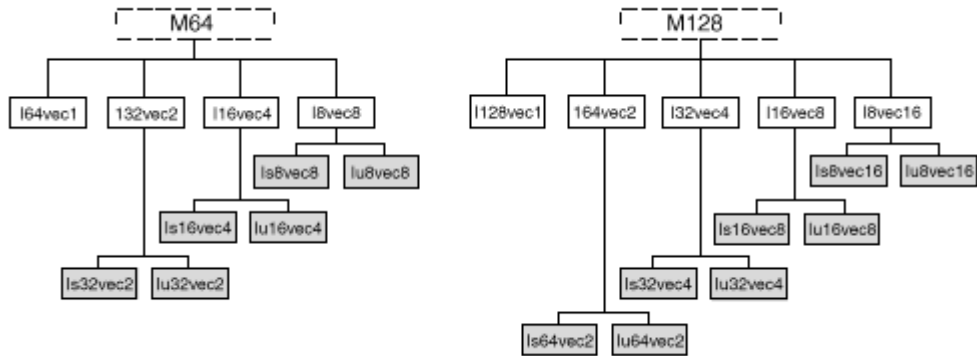 M64 M128
I64vec1 132vec2 I16vec4 I8vec8 I128vec1 164vec2 I32vec4 I16vec8 I8vec16
Is8vec8 Iu8vec8 Is8vec16 Iu8vec16
Is16vec4 Iu16vec4 Is16vec8 Iu16vec8
Is32vec2 Iu32vec2 Is32vec4 Iu32vec4
Is64vec2 Iu64vec2